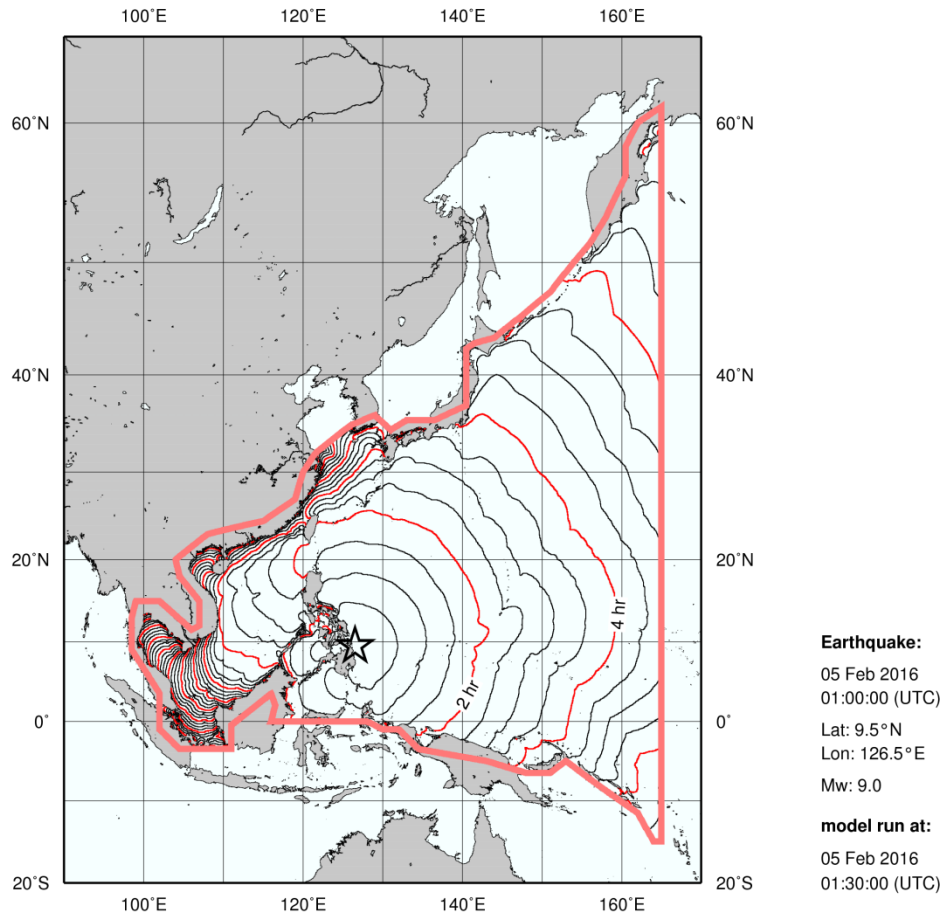 100˚E 120˚E 140˚E 160˚E
60˚N 60˚N
40˚N 40˚N
20˚N 20˚N
4 hr
2 hr
0˚ 0˚
20˚S 20˚S
100˚E 120˚E 140˚E 160˚E
Earthquake:
05 Feb 2016
01:00:00 (UTC)
Lat: 9.5°N
Lon: 126.5°E
Mw: 9.0
model run at:
05 Feb 2016
01:30:00 (UTC)